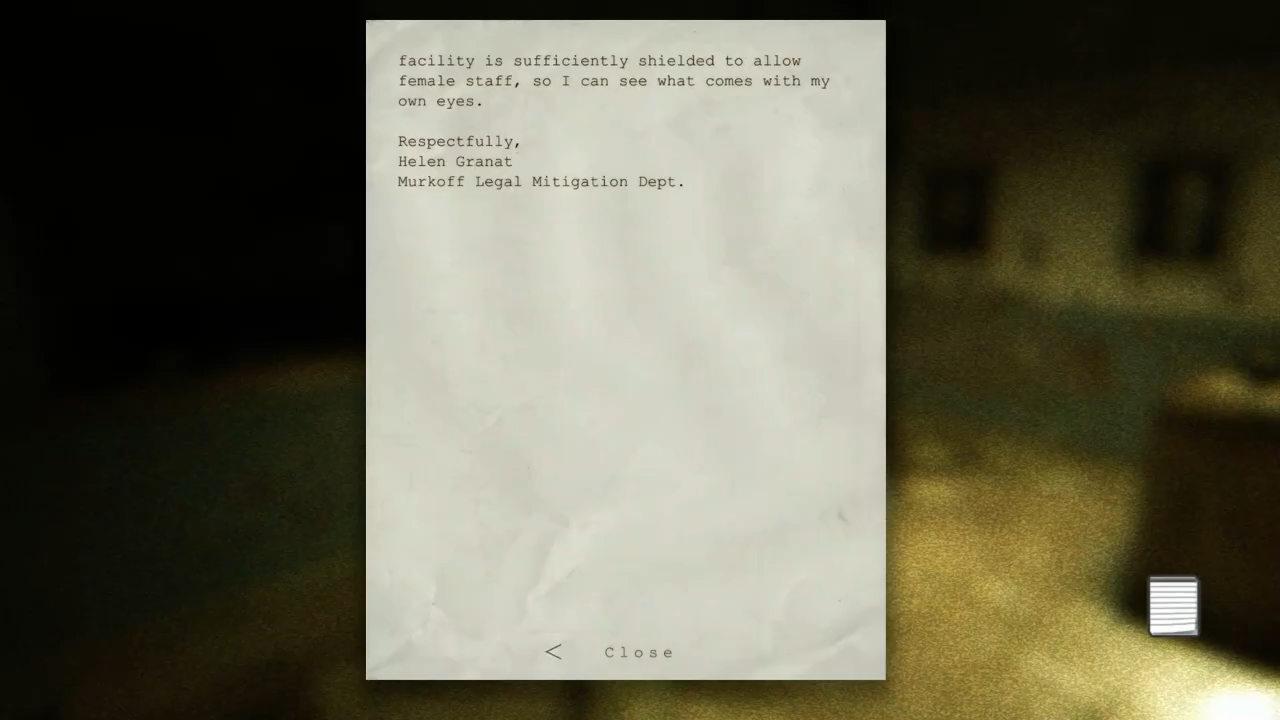 facility is sufficiently shielded to allow
female staff, so I can see what comes with my
own eyes.
Respectfully,
Helen Granat
Murkoff Legal Mitigation Dept.
< Close